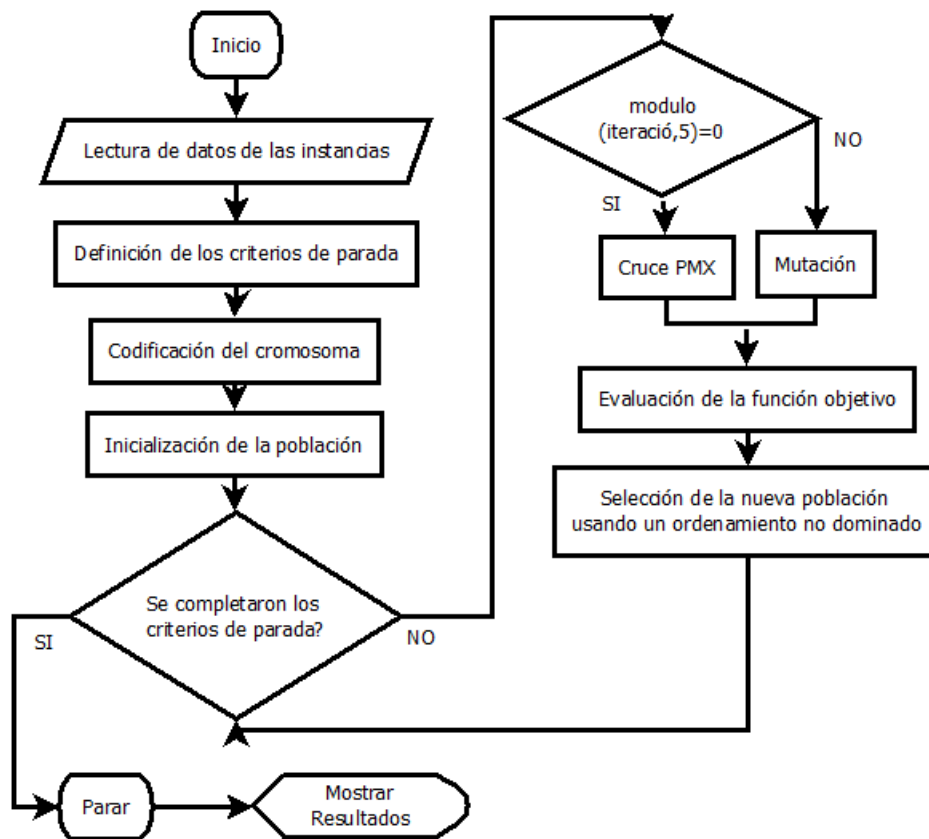 Inicio
Lectura de datos de las instancias
Definición de los criterios de parada
Codificación del cromosoma
Inicialización de la población
Se completaron los
criterios de parada?
SI
NO
Parar
Mostrar
Resultados
modulo
(iteració,5)=0
NO
SI
Cruce PMX
Mutación
Evaluación de la función objetivo
Selección de la nueva población
usando un ordenamiento no dominado